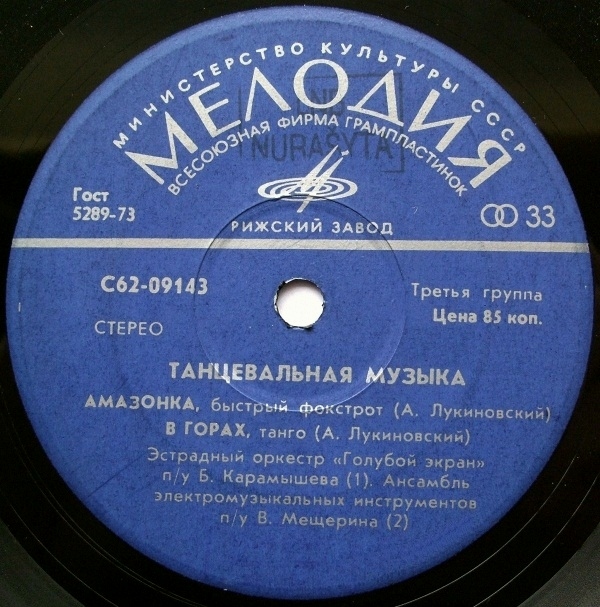 МИНИСТЕРСТВО КУЛЬТУРЫ СССР
МЕЛОДИЯ
ВСЕСОЮЗНАЯ ФИРМА ГРАМПЛАСТИНОК
NURAČYTA
Гост
5289-73
РИЖСКИЙ ЗАВОД
33
С62-09143
Третья группа
Цена 85 коп.
СТЕРЕО
ТАНЦЕВАЛЬНАЯ МУЗЫКА
АМАЗОНКА, быстрый фокстрот (А. Лукиновский)
В ГОРАХ, танго (А. Лукиновский)
Эстрадный оркестр «Голубой экран»
п/у Б. Карамышева (1). Ансамбль
электромузыкальных инструментов
п/у В. Мещерина (2)